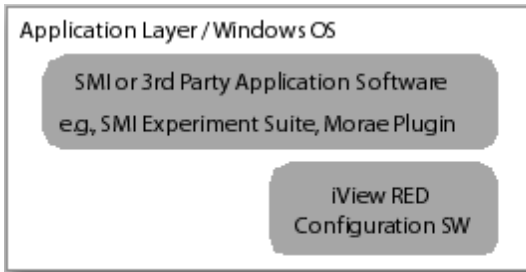 Application Layer / Windows OS
SMI or 3rd Party Application Software
e.g., SMI Experiment Suite, Morae Plugin
iView RED
Configuration SW